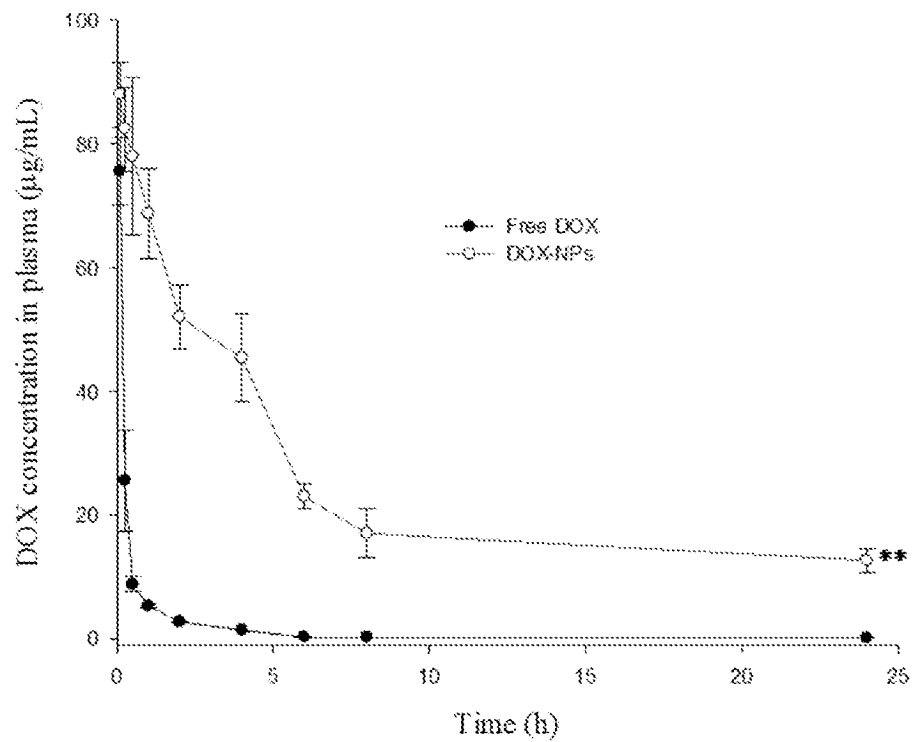 100
80
60
40
20
0
DOX concentration in plasma (μg/mL)
Free DOX
DOX-NPs
**
0 5 10 15 20 25
Time (h)